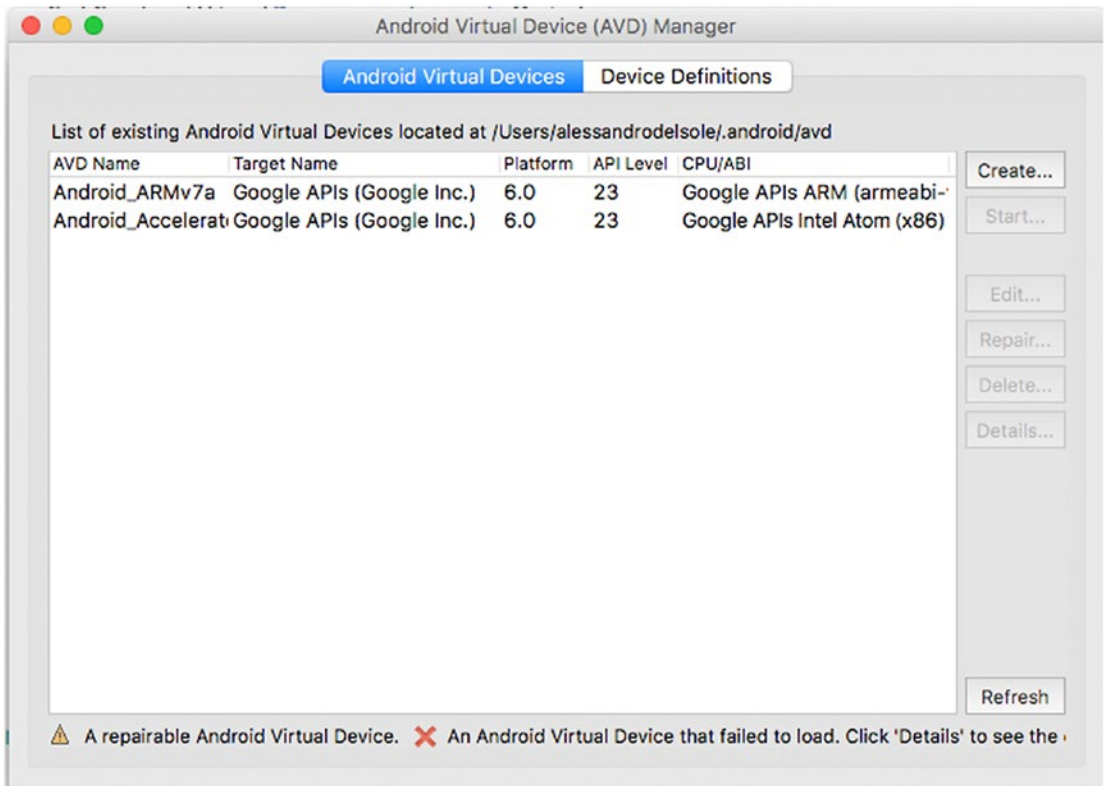 Android Virtual Device (AVD) Manager
Android Virtual Devices Device Definitions
List of existing Android Virtual Devices located at /Users/alessandrodelsole/.android/avd
AVD Name Target Name Platform API Level CPU/ABI
Android_ARMv7a Google APIs (Google Inc.) 6.0 23 Google APIs ARM (armeabi-
Android_Accelerat Google APIs (Google Inc.) 6.0 23 Google APIs Intel Atom (x86)
Create...
Start...
Edit...
Repair...
Delete...
Details...
Refresh
A repairable Android Virtual Device. An Android Virtual Device that failed to load. Click 'Details' to see the